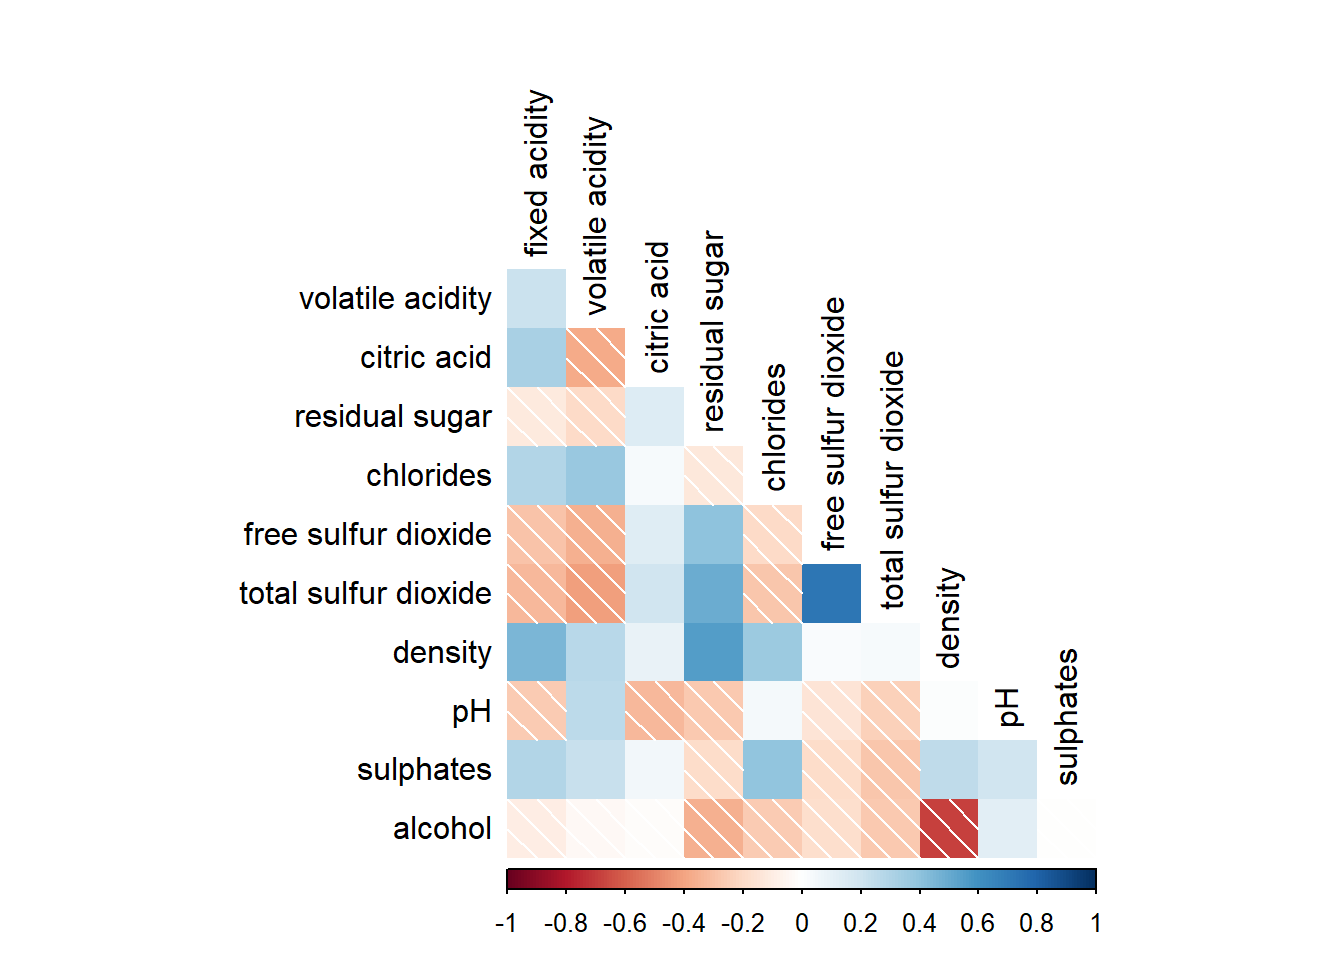 fixed acidity
volatile acidity
citric acid
residual sugar
chlorides
free sulfur dioxide
total sulfur dioxide
density
pH
sulphates
volatile acidity
citric acid
residual sugar
chlorides
free sulfur dioxide
total sulfur dioxide
density
pH
sulphates
alcohol
-1 -0.8 -0.6 -0.4 -0.2 0 0.2 0.4 0.6 0.8 1